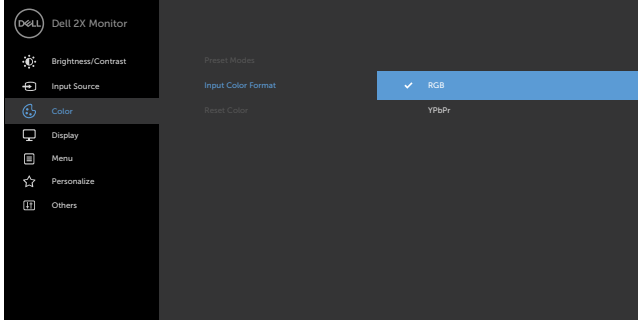 DELL
Dell 2X Monitor
Brightness/Contrast
Input Source
Color
Display
Menu
Personalize
Others
Preset Modes
Input Color Format
Reset Color
RGB
YPbPr